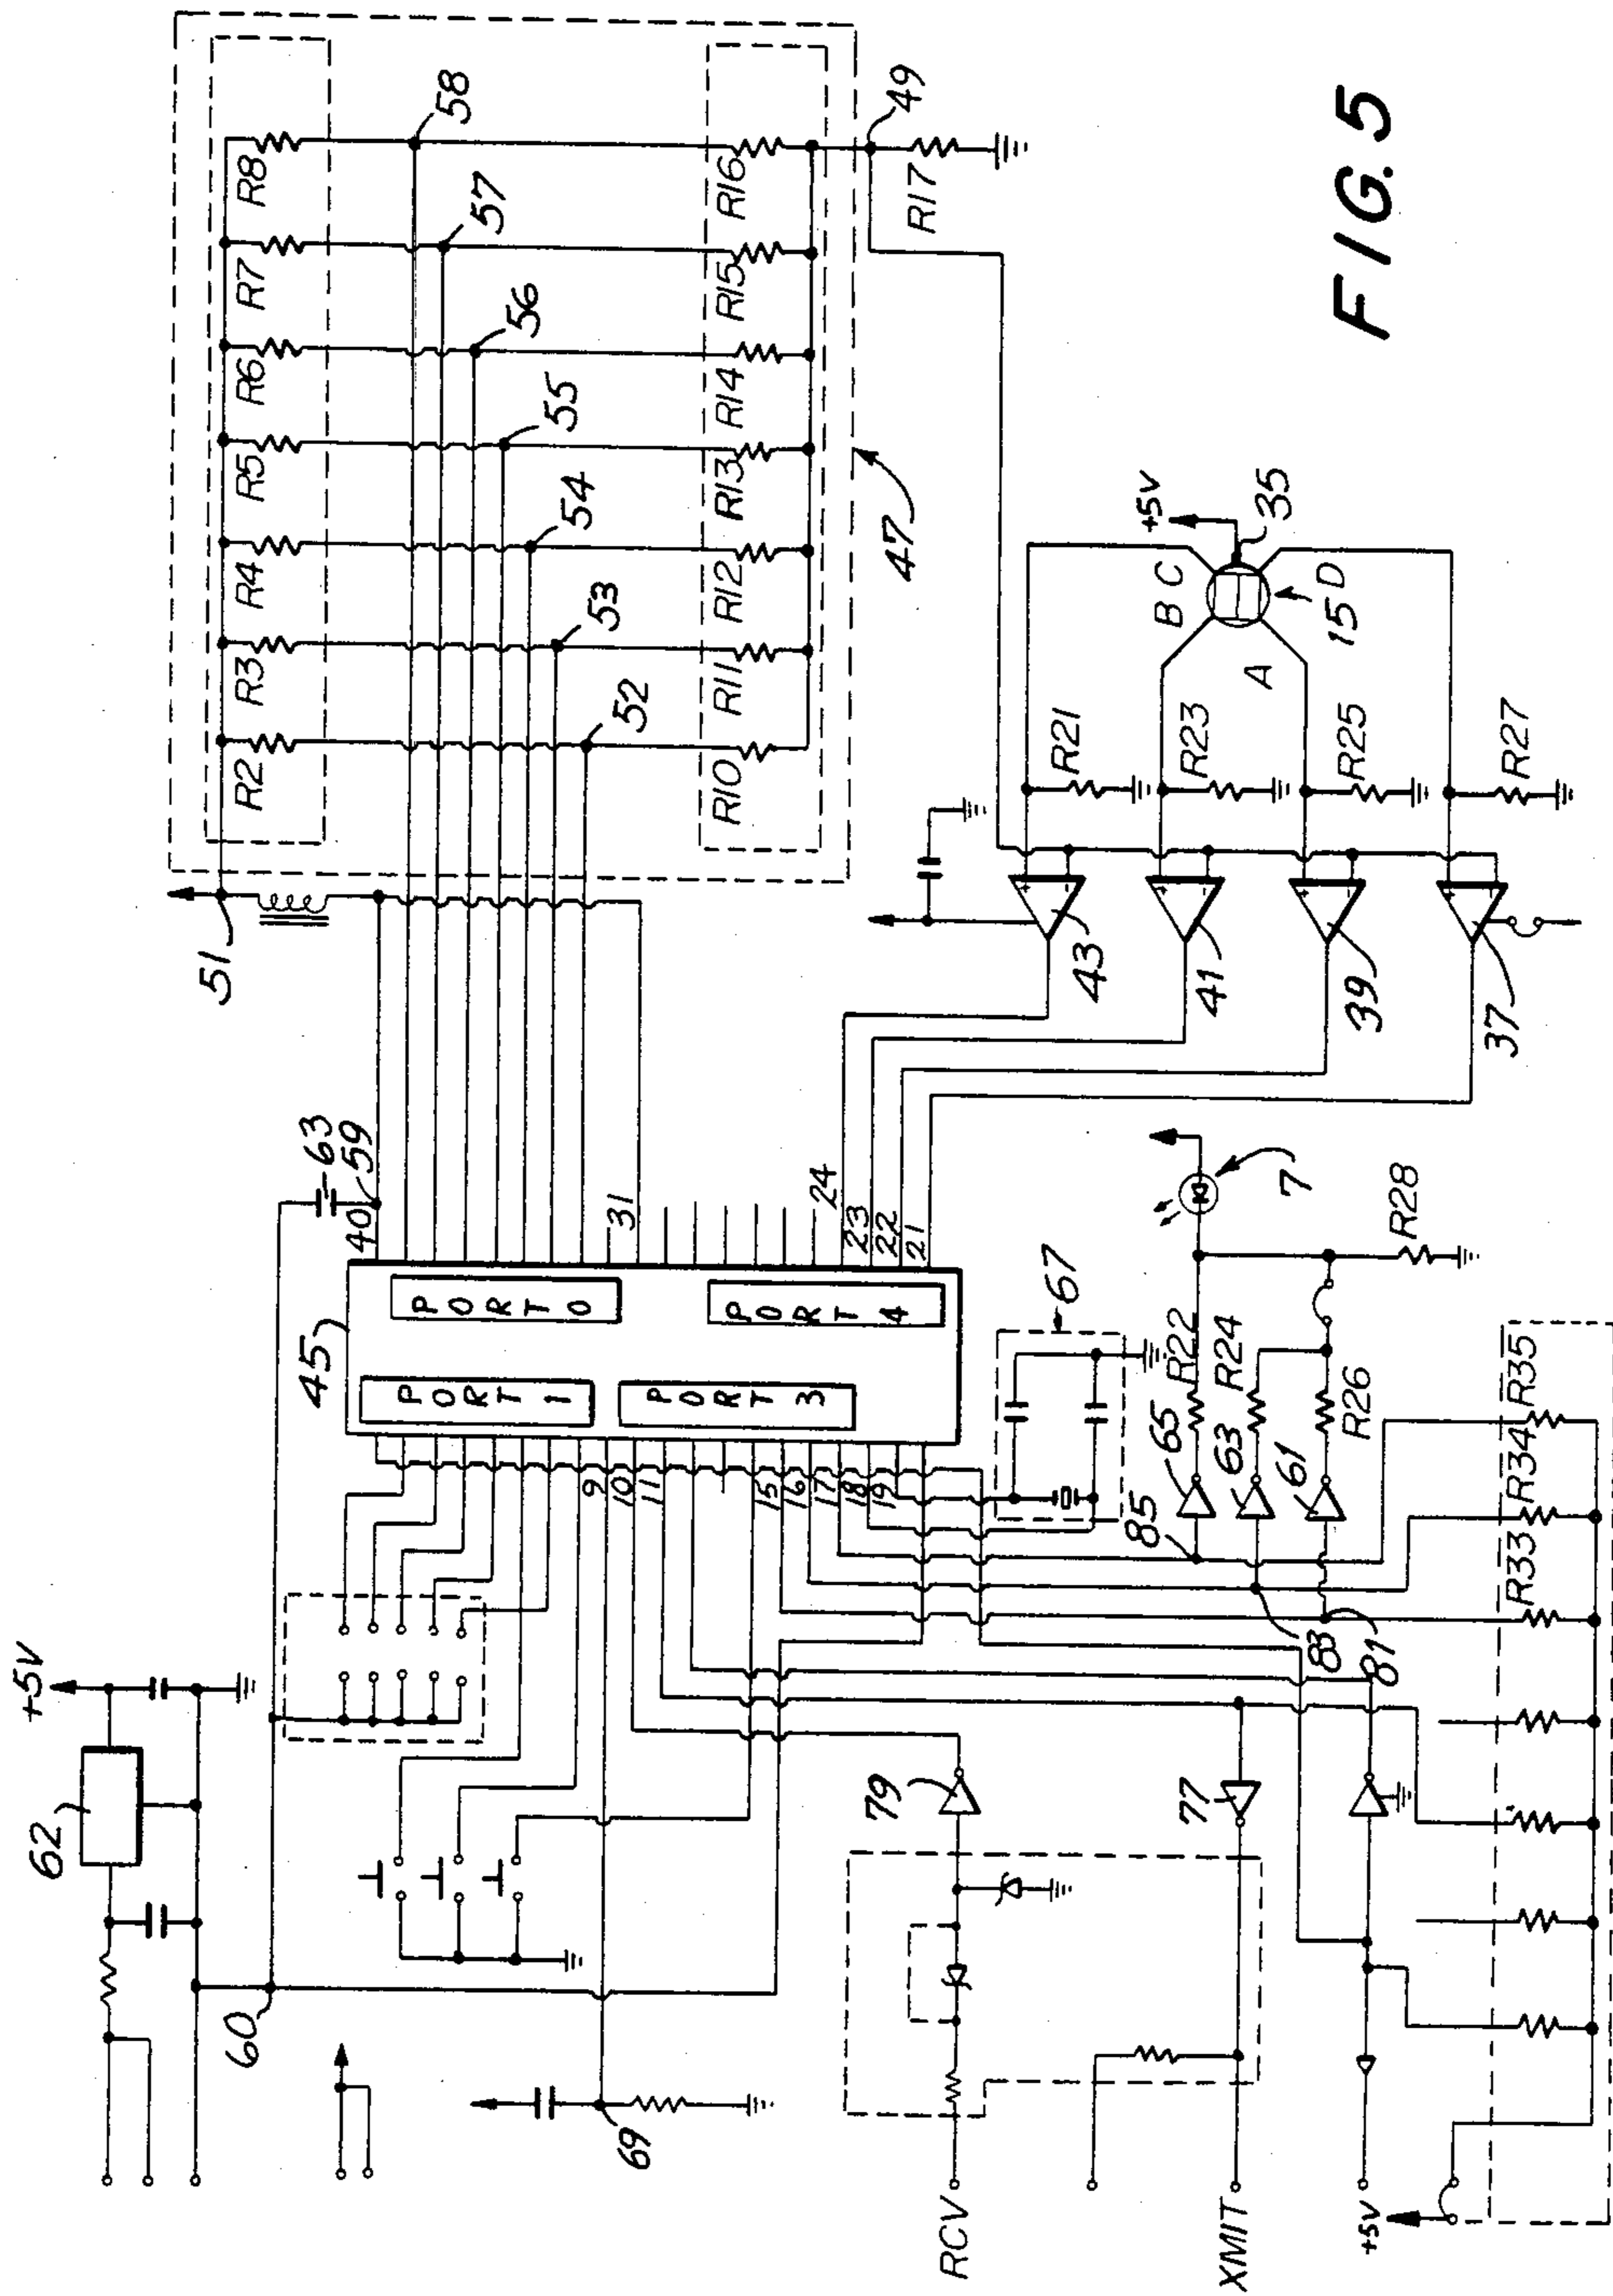 +5V
62
60
69
45
PORT 1
PORT 0
PORT 3
PORT 4
63
59
40
31
24
23
22
21
9
10
11
15
16
17
18
19
51
R2
R3
R4
R5
R6
R7
R8
52
53
54
55
56
57
58
R10
R11
R12
R13
R14
R15
R16
47
49
R17
43
41
39
37
+
-
+
-
+
-
+
-
R21
R23
R25
R27
B
C
A
D
+5V
35
15
67
7
R28
R22
R24
R26
65
63
61
85
83
81
R33
R34
R35
79
77
RCV
XMIT
+5V
FIG. 5